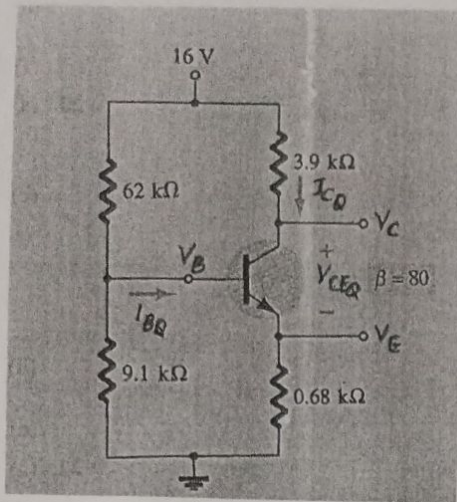 16 V
3.9 kΩ
I_CQ
62 kΩ
V_C
V_B
+
V_CEQ β = 80
−
I_BQ
V_E
9.1 kΩ
0.68 kΩ